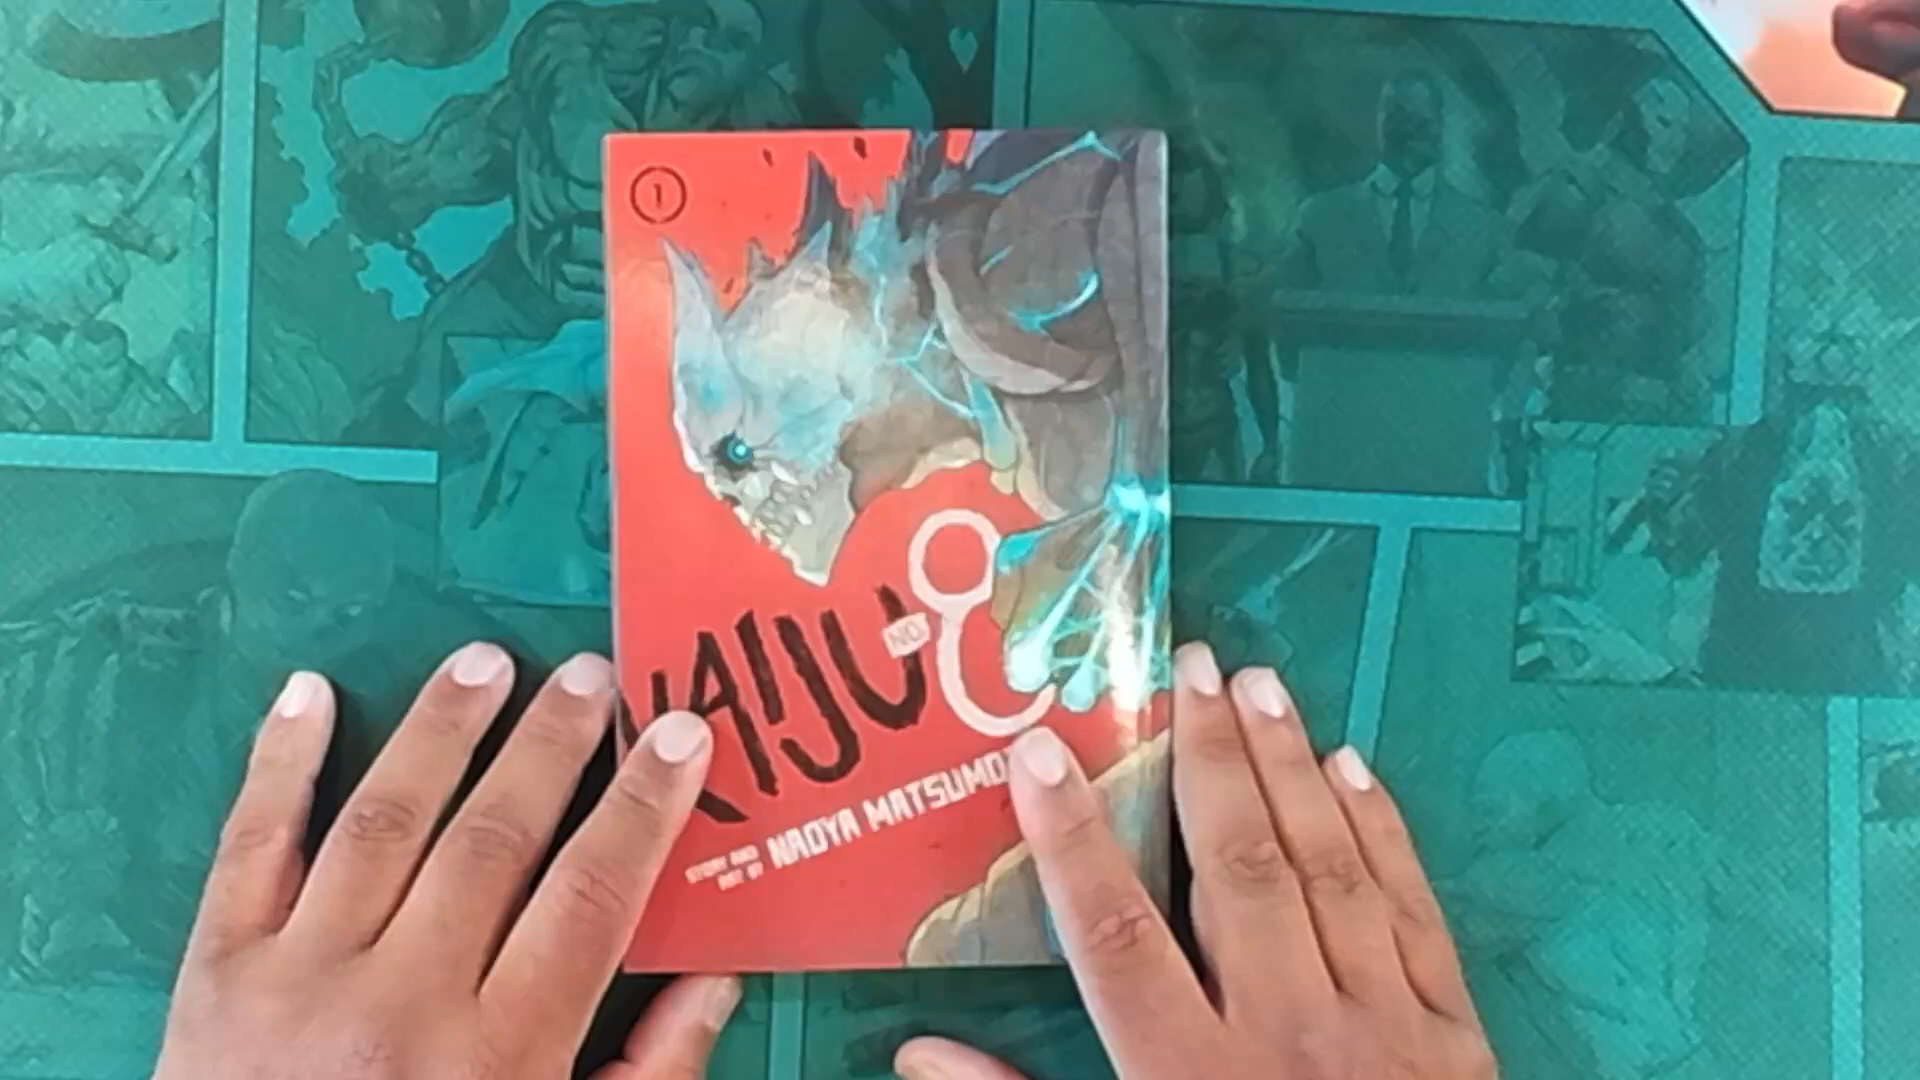 1
KAIJU
NO.
8
STORY AND
ART BY
NAOYA MATSUMO